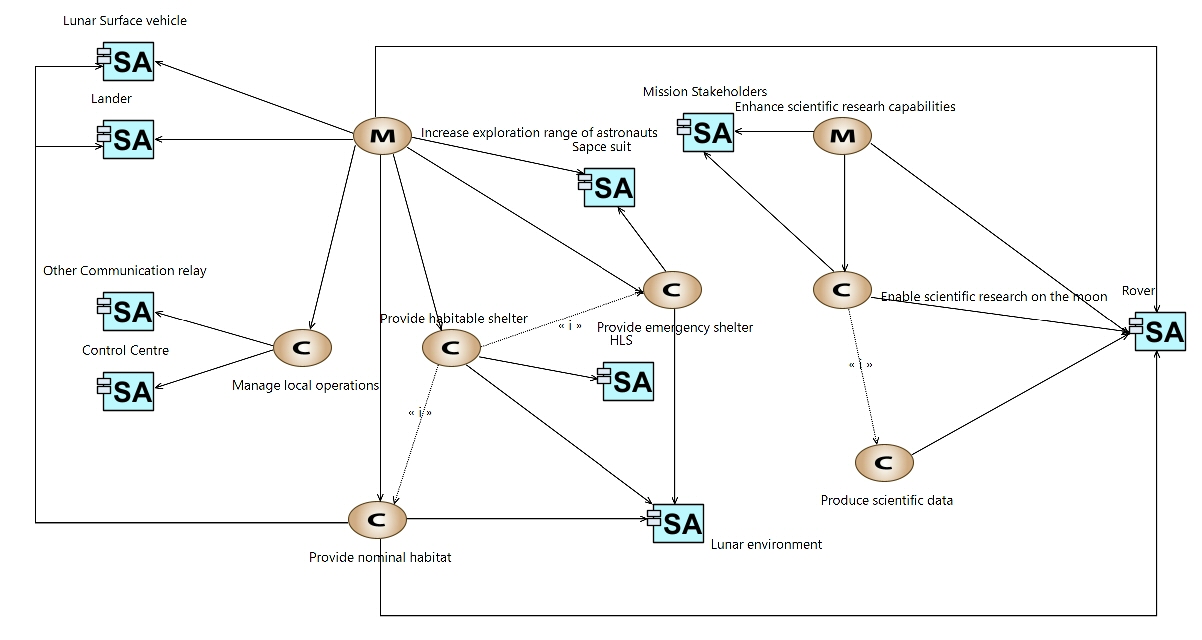 Lunar Surface vehicle
SA
Lander
SA
M
Increase exploration range of astronauts
Sapce suit
SA
Mission Stakeholders
SA
Enhance scientific researh capabilities
M
Other Communication relay
SA
Control Centre
SA
C
Manage local operations
Provide habitable shelter
C
« i »
« i »
C
Provide emergency shelter
HLS
SA
C
Enable scientific research on the moon
Rover
SA
« i »
C
Produce scientific data
C
Provide nominal habitat
SA
Lunar environment